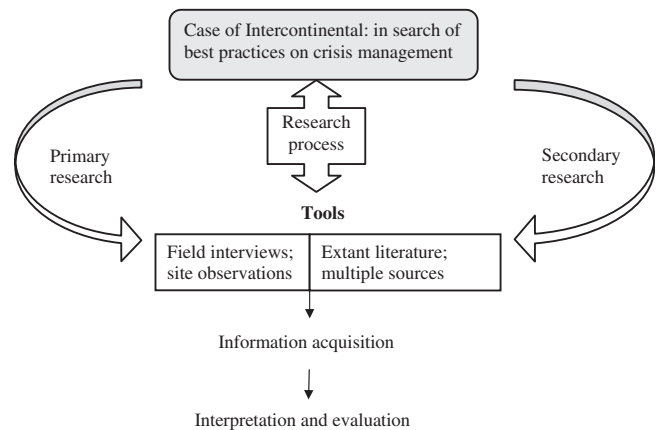 Case of Intercontinental: in search of
best practices on crisis management
Research
process
Primary
research
Secondary
research
Tools
Field interviews;
site observations
Extant literature;
multiple sources
Information acquisition
Interpretation and evaluation